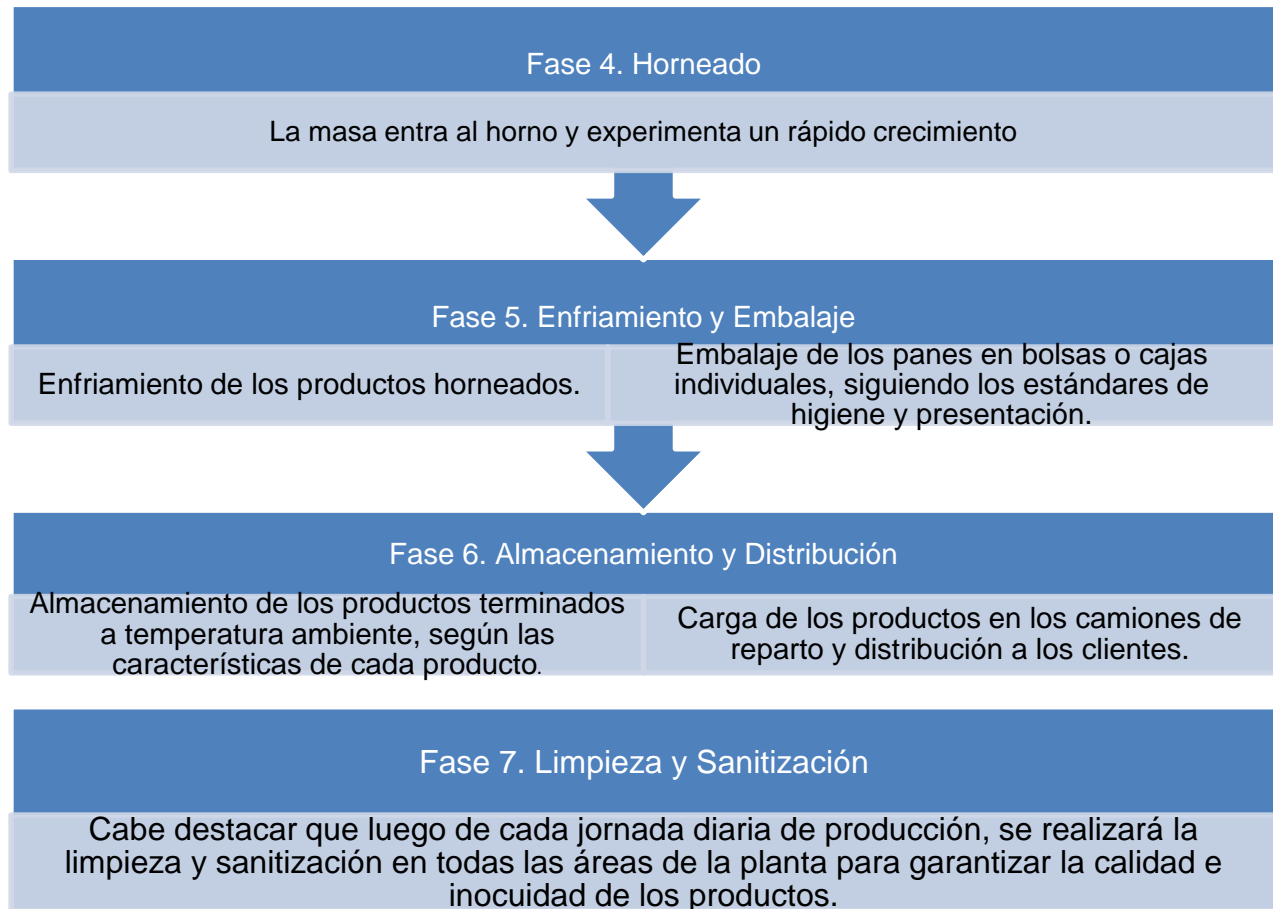 Fase 4. Horneado
La masa entra al horno y experimenta un rápido crecimiento
Fase 5. Enfriamiento y Embalaje
Enfriamiento de los productos horneados.
Embalaje de los panes en bolsas o cajas
individuales, siguiendo los estándares de
higiene y presentación.
Fase 6. Almacenamiento y Distribución
Almacenamiento de los productos terminados
a temperatura ambiente, según las
características de cada producto.
Carga de los productos en los camiones de
reparto y distribución a los clientes.
Fase 7. Limpieza y Sanitización
Cabe destacar que luego de cada jornada diaria de producción, se realizará la
limpieza y sanitización en todas las áreas de la planta para garantizar la calidad e
inocuidad de los productos.